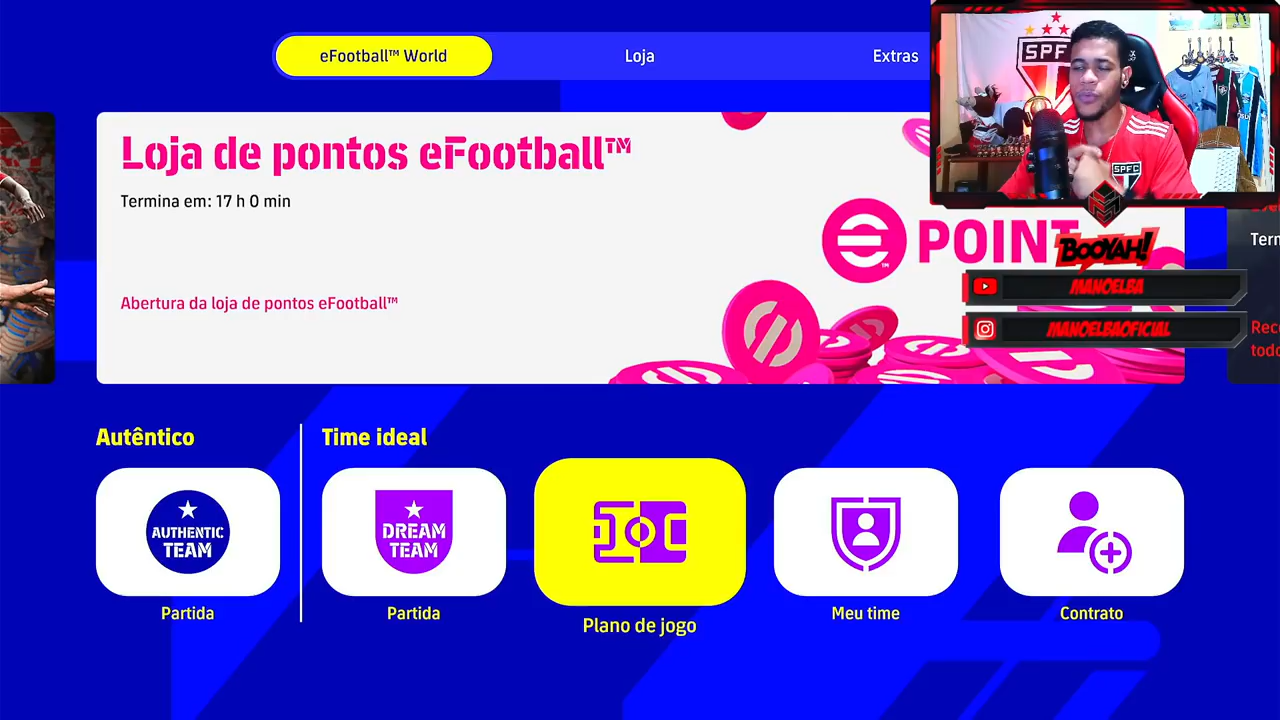 eFootball™ World
Loja
Extras
SPFC
SPFC
Loja de pontos eFootball™
Termina em: 17 h 0 min
POINT
Abertura da loja de pontos eFootball™
BOOYAH!
MANOELBA
MANOELBAOFICIAL
Autêntico
Time ideal
AUTHENTIC
TEAM
DREAM
TEAM
Partida
Partida
Plano de jogo
Meu time
Contrato